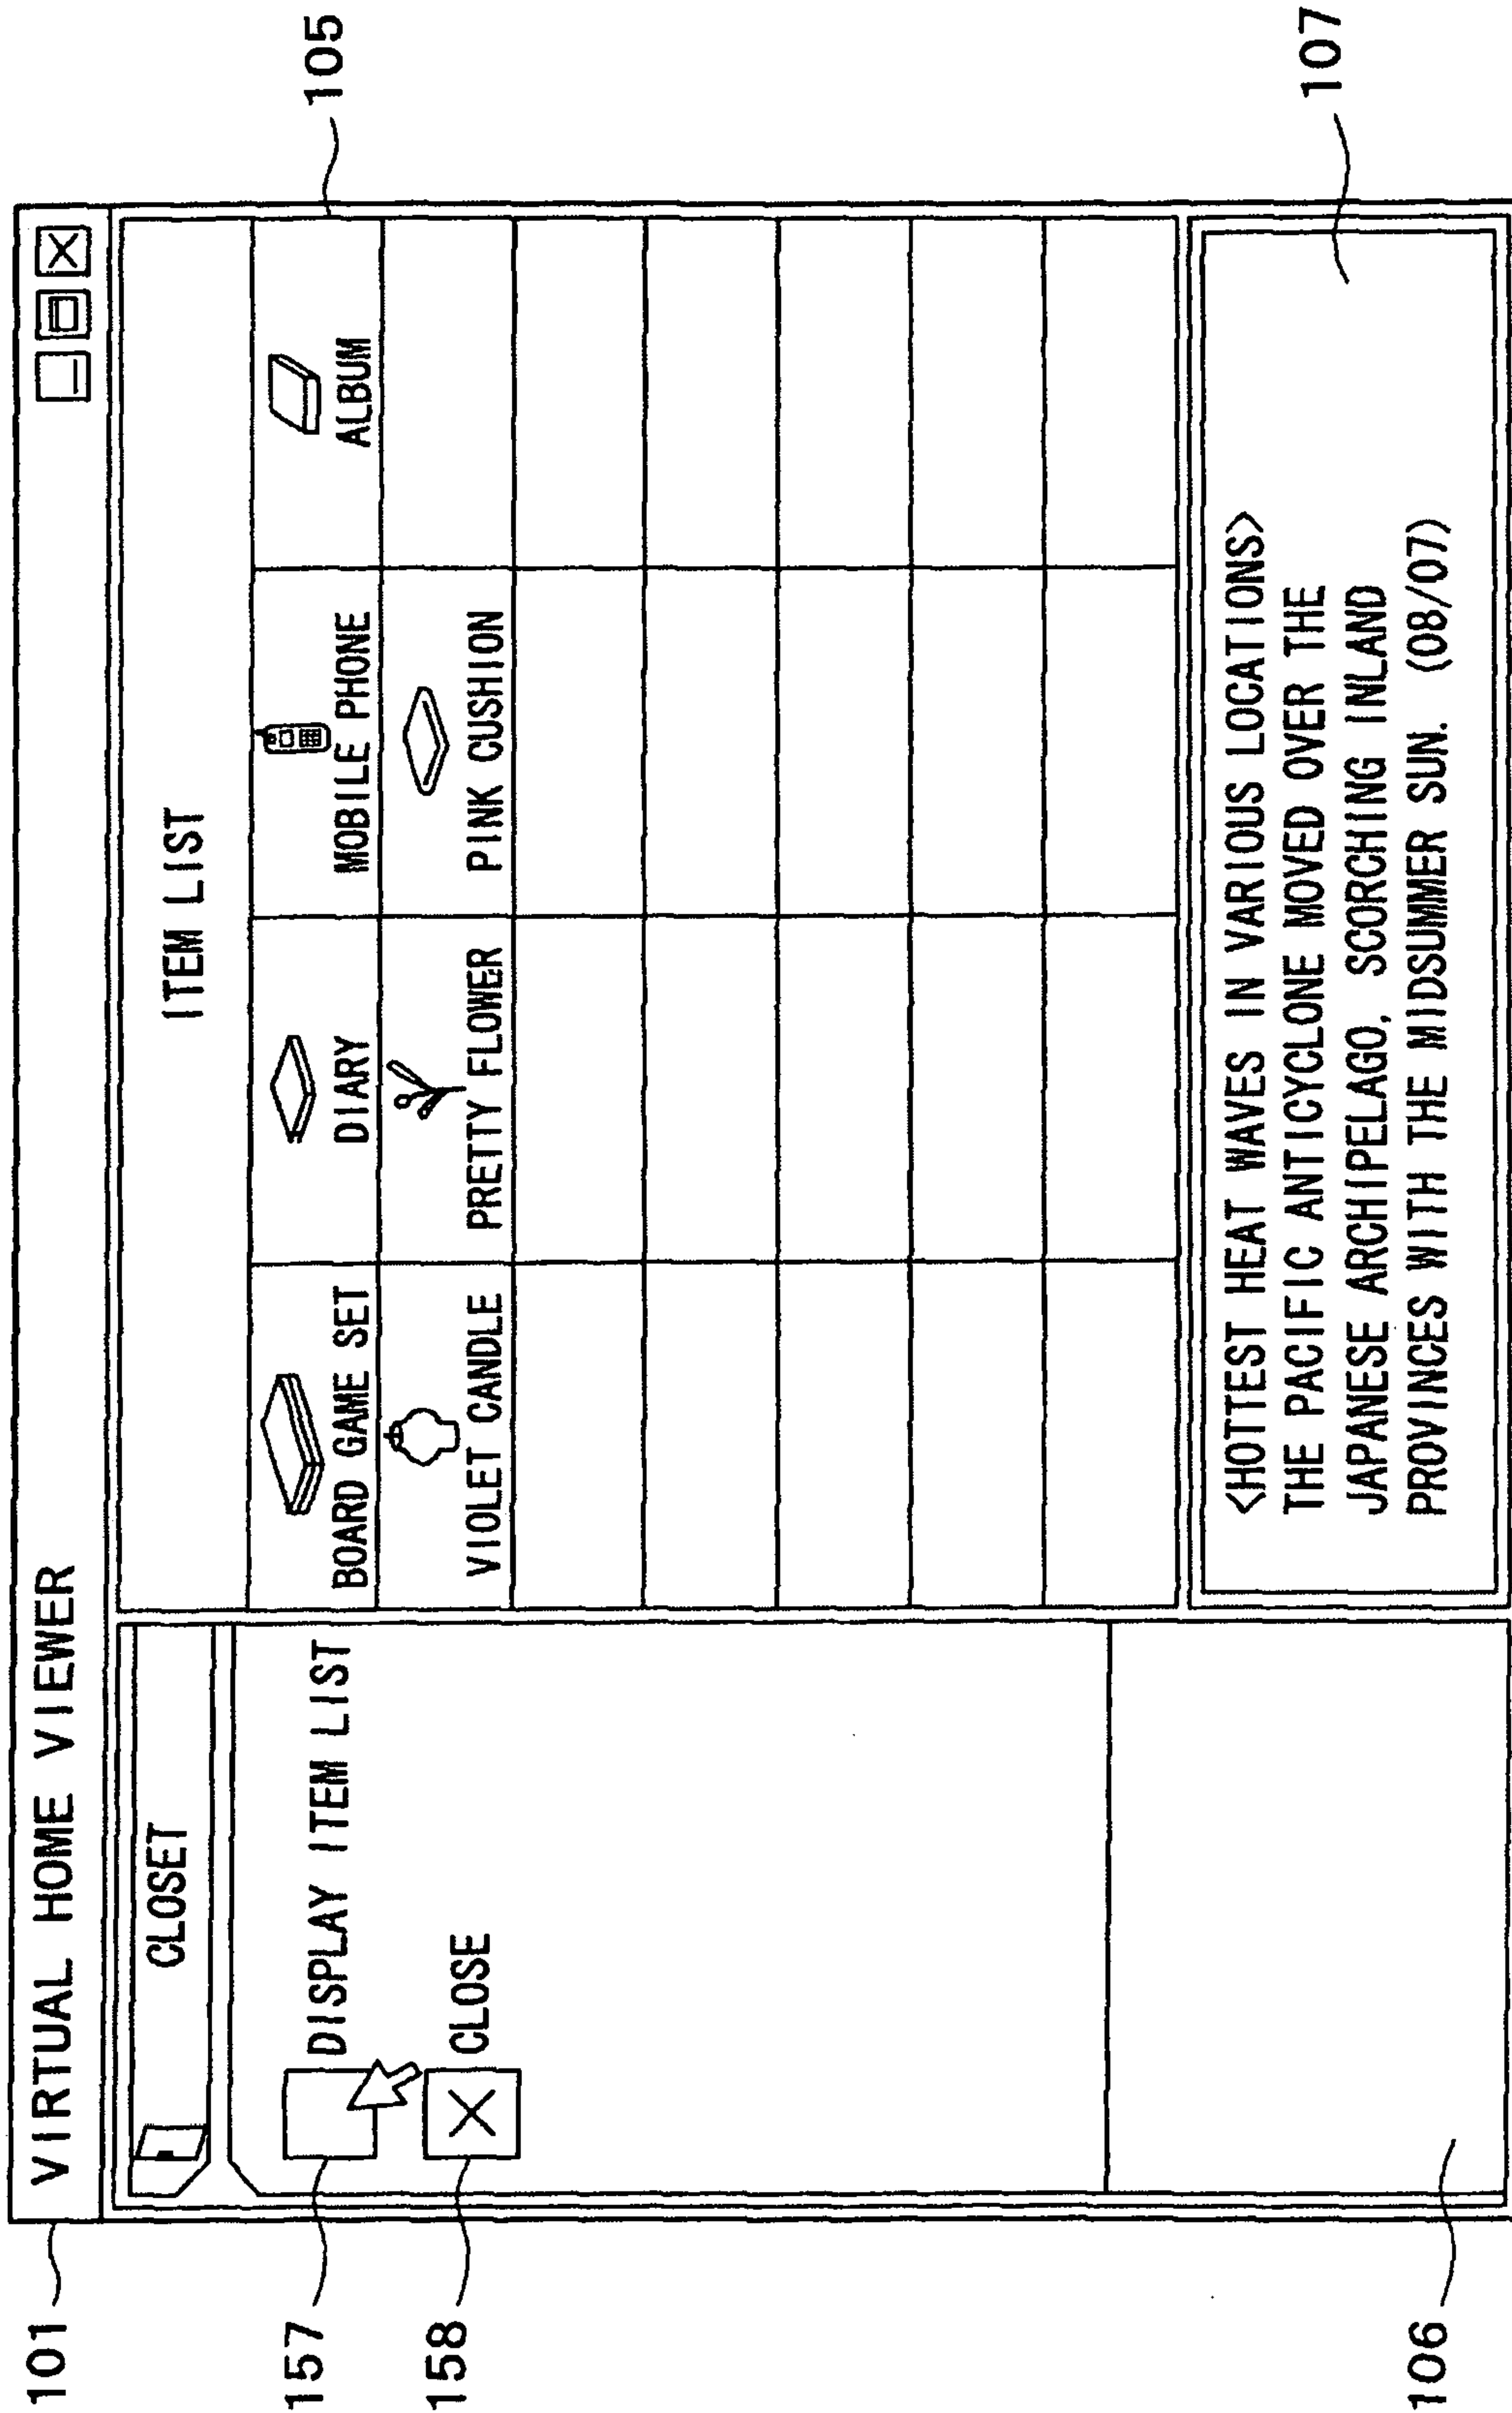 101
VIRTUAL HOME VIEWER
CLOSET
157
DISPLAY ITEM LIST
158
CLOSE
106
ITEM LIST
105
BOARD GAME SET
DIARY
MOBILE PHONE
ALBUM
VIOLET CANDLE
PRETTY FLOWER
PINK CUSHION
<HOTTEST HEAT WAVES IN VARIOUS LOCATIONS>
THE PACIFIC ANTICYCLONE MOVED OVER THE
JAPANESE ARCHIPELAGO, SCORCHING INLAND
PROVINCES WITH THE MIDSUMMER SUN. (08/07)
107